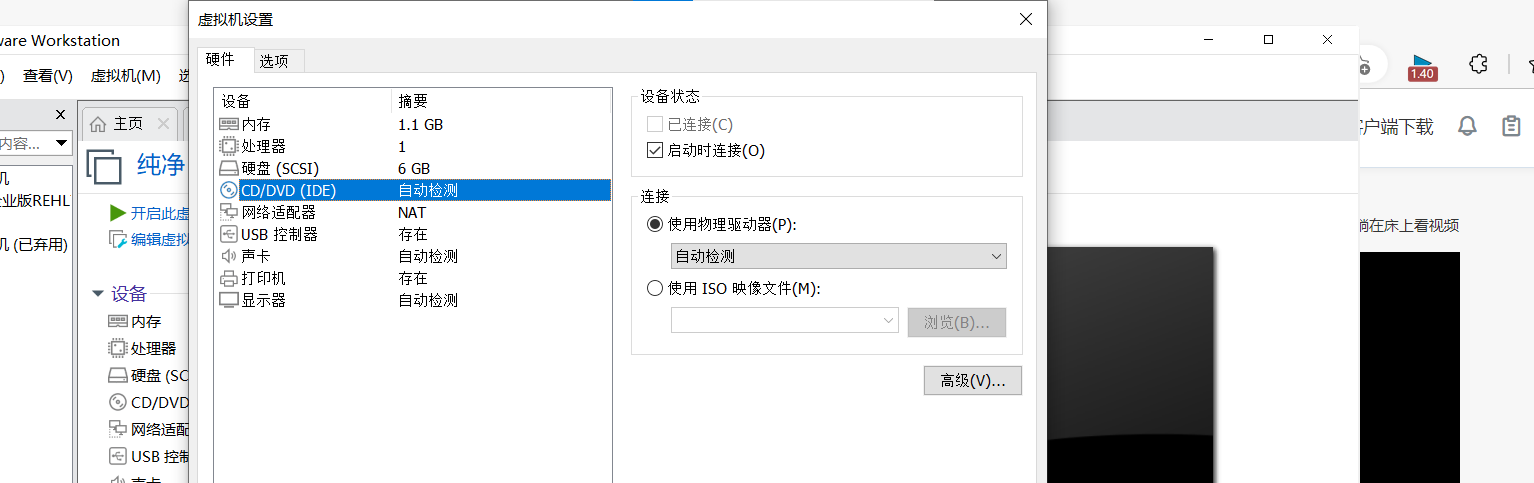 虚拟机设置
ware Workstation
查看(V) 虚拟机(M)
硬件 选项
1.40
主页
内容...
客户端下载
纯净
机
企业版REHL
机 (已弃用)
开启此虚
编辑虚拟
设备
内存
处理器
硬盘 (SC
CD/DVD
网络适配
USB 控制
声卡
设备 摘要
内存 1.1 GB
处理器 1
硬盘 (SCSI) 6 GB
CD/DVD (IDE) 自动检测
网络适配器 NAT
USB 控制器 存在
声卡 自动检测
打印机 存在
显示器 自动检测
设备状态
已连接(C)
启动时连接(O)
连接
使用物理驱动器(P):
自动检测
使用 ISO 映像文件(M):
浏览(B)...
高级(V)...
躺在床上看视频